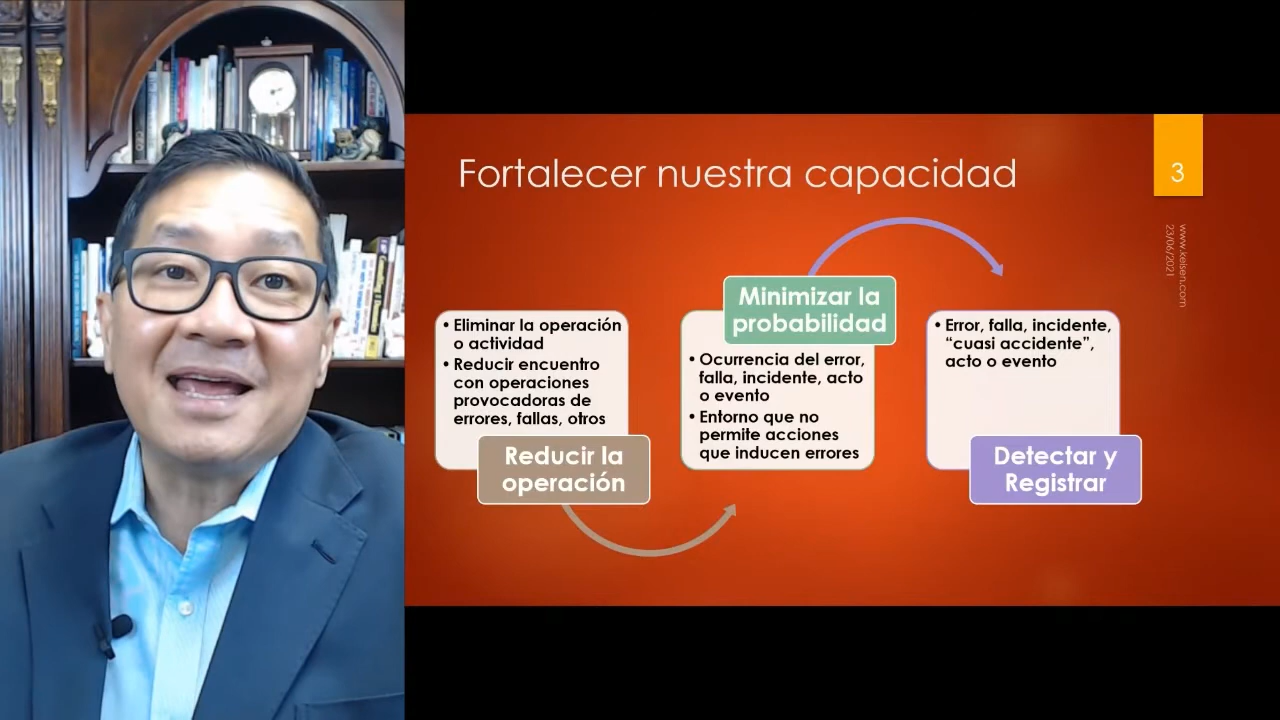 Fortalecer nuestra capacidad
3
www.kelsen.com
23/06/2021
• Eliminar la operación
o actividad
• Reducir encuentro
con operaciones
provocadoras de
errores, fallas, otros
Reducir la
operación
Minimizar la
probabilidad
• Ocurrencia del error,
falla, incidente, acto
o evento
• Entorno que no
permite acciones
que inducen errores
• Error, falla, incidente,
“cuasi accidente”,
acto o evento
Detectar y
Registrar